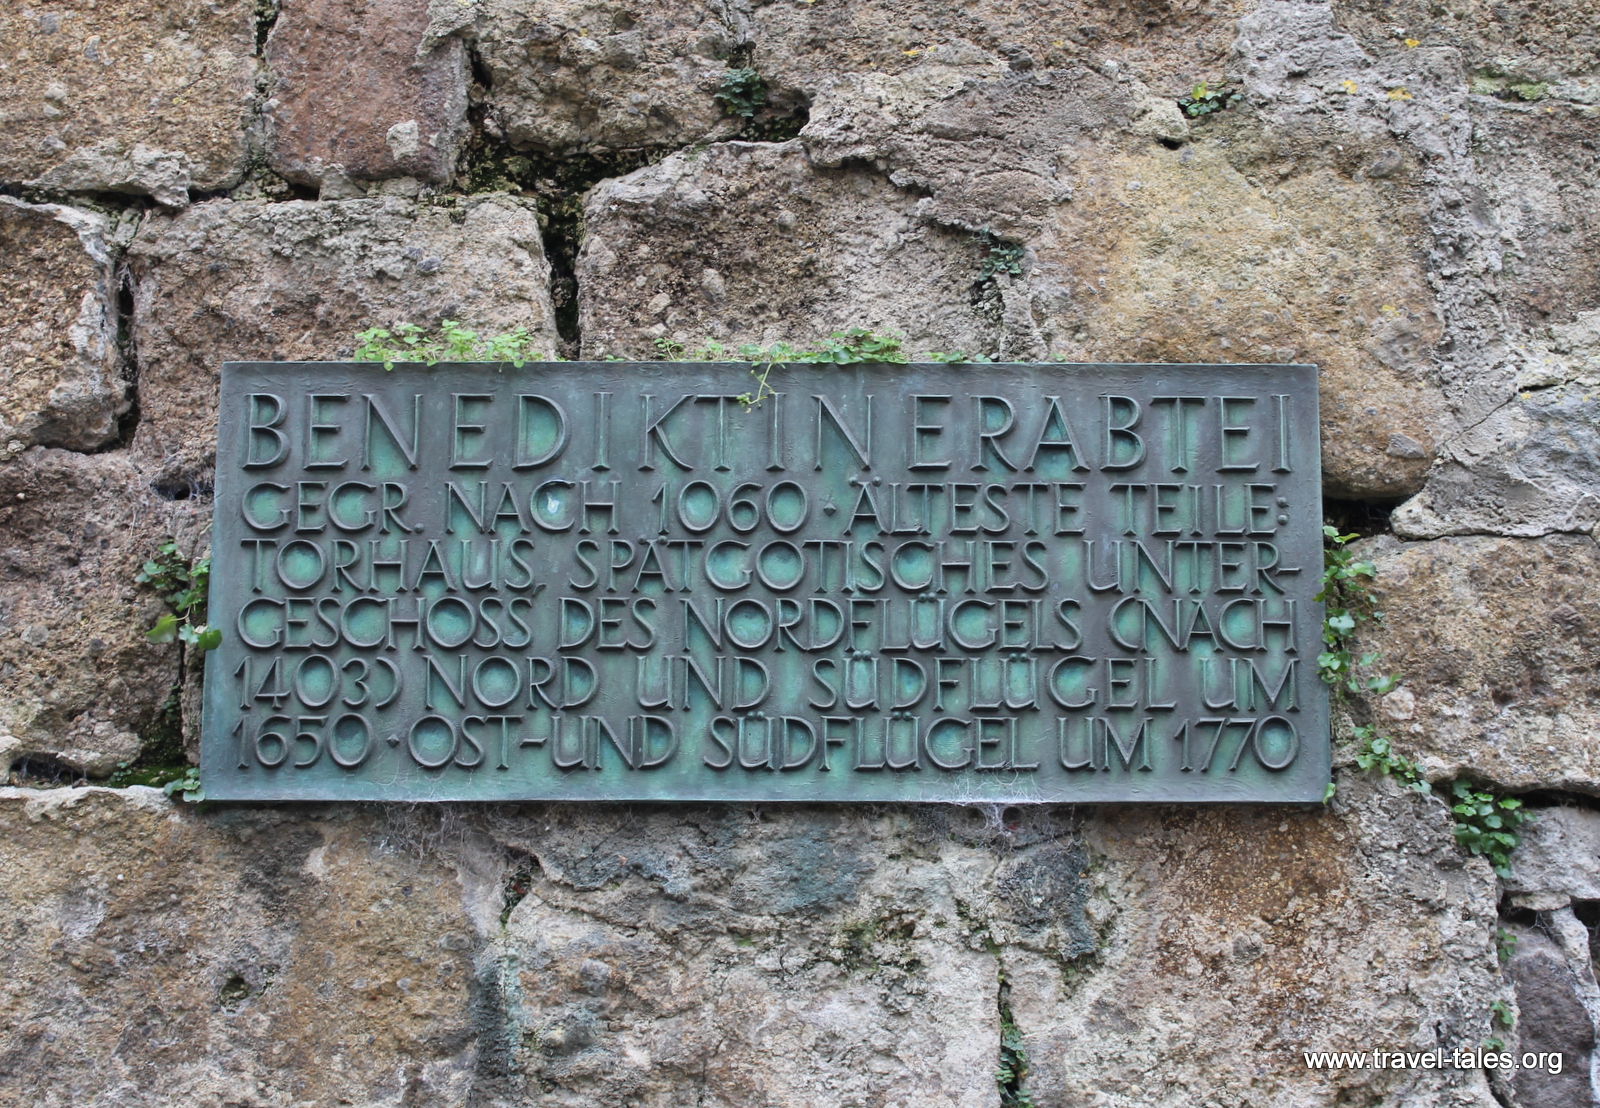 BENEDIKTINERABTEI
GEGR. NACH 1060 · ÄLTESTE TEILE:
TORHAUS, SPÄTGOTISCHES UNTER-
GESCHOSS DES NORDFLÜGELS (NACH
1403) NORD UND SÜDFLÜGEL UM
1650 · OST-UND SÜDFLÜGEL UM 1770
www.travel-tales.org